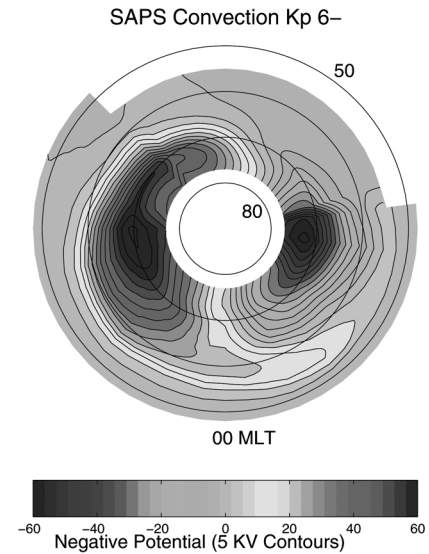 SAPS Convection Kp 6−
50
80
00 MLT
−60 −40 −20 0 20 40 60
Negative Potential (5 KV Contours)